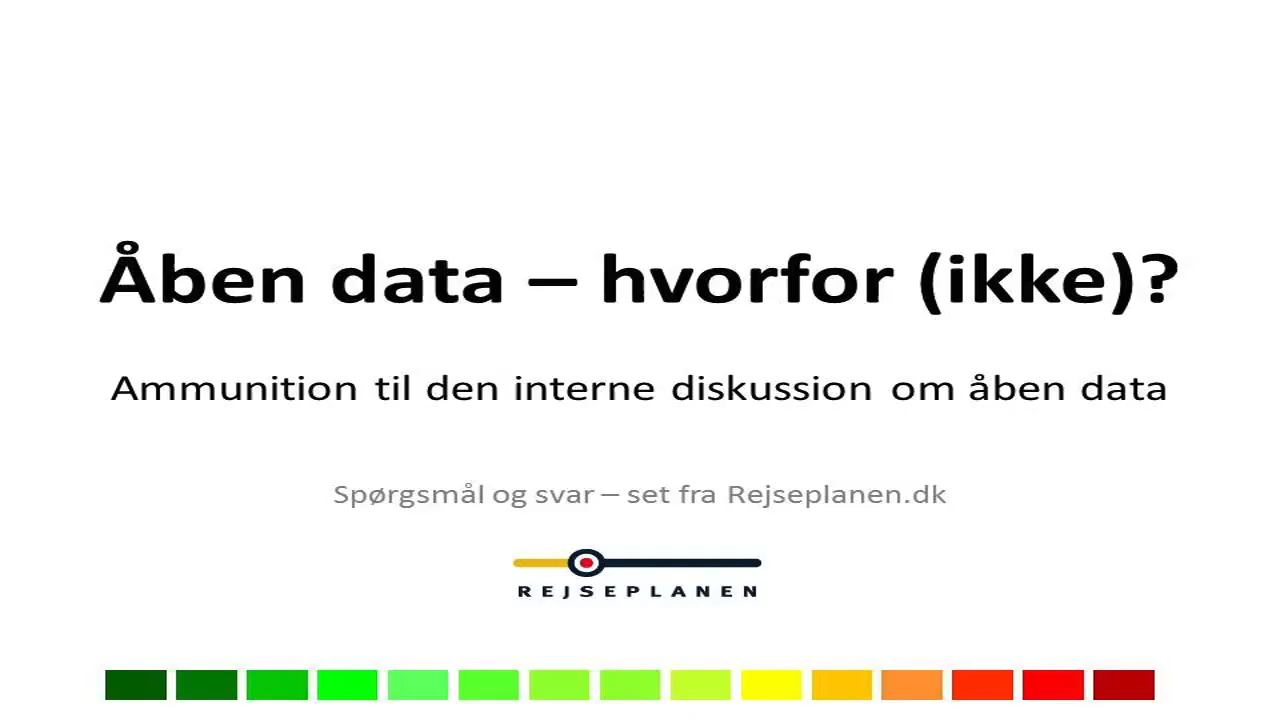 Åben data – hvorfor (ikke)?
Ammunition til den interne diskussion om åben data
Spørgsmål og svar – set fra Rejseplanen.dk
REJSEPLANEN